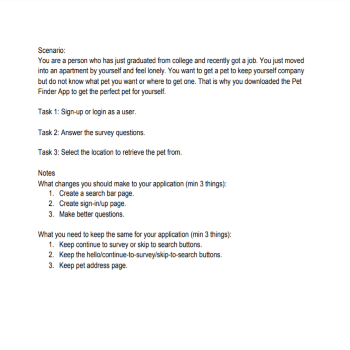 Scenario:
You are a person who has just graduated from college and recently got a job. You just moved
into an apartment by yourself and feel lonely. You want to get a pet to keep yourself company
but do not know what pet you want or where to get one. That is why you downloaded the Pet
Finder App to get the perfect pet for yourself.
Task 1: Sign-up or login as a user.
Task 2: Answer the survey questions.
Task 3: Select the location to retrieve the pet from.
Notes
What changes you should make to your application (min 3 things):
1. Create a search bar page.
2. Create sign-in/up page.
3. Make better questions.
What you need to keep the same for your application (min 3 things):
1. Keep continue to survey or skip to search buttons.
2. Keep the hello/continue-to-survey/skip-to-search buttons.
3. Keep pet address page.